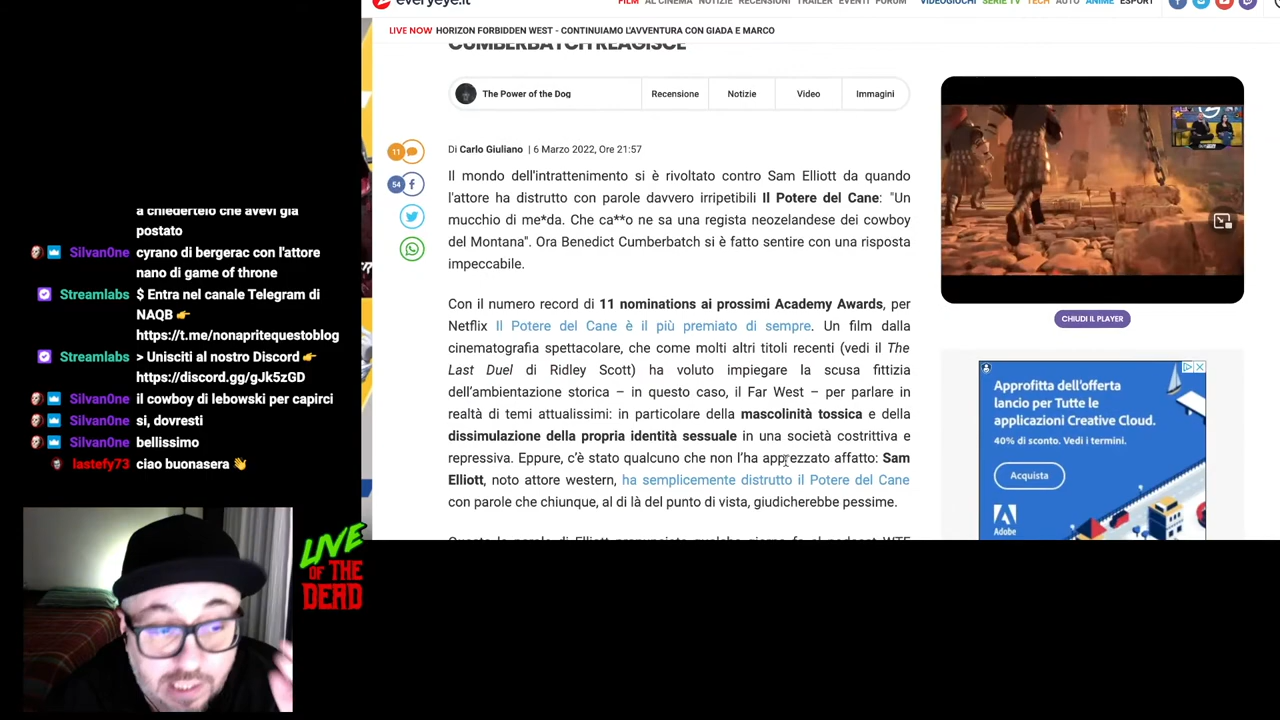 everyeye.it
FILM AL CINEMA NOTIZIE RECENSIONI TRAILER EVENTI FORUM VIDEOGIOCHI SERIE TV TECH AUTO ANIME ESPORT
LIVE NOW HORIZON FORBIDDEN WEST - CONTINUIAMO L'AVVENTURA CON GIADA E MARCO
CUMBERBATCH REAGISCE
The Power of the Dog Recensione Notizie Video Immagini
11
54
Di Carlo Giuliano | 6 Marzo 2022, Ore 21:57
Il mondo dell'intrattenimento si è rivoltato contro Sam Elliott da quando
l'attore ha distrutto con parole davvero irripetibili Il Potere del Cane: "Un
mucchio di me*da. Che ca**o ne sa una regista neozelandese dei cowboy
del Montana". Ora Benedict Cumberbatch si è fatto sentire con una risposta
impeccabile.
Con il numero record di 11 nominations ai prossimi Academy Awards, per
Netflix Il Potere del Cane è il più premiato di sempre. Un film dalla
cinematografia spettacolare, che come molti altri titoli recenti (vedi il The
Last Duel di Ridley Scott) ha voluto impiegare la scusa fittizia
dell'ambientazione storica – in questo caso, il Far West – per parlare in
realtà di temi attualissimi: in particolare della mascolinità tossica e della
dissimulazione della propria identità sessuale in una società costrittiva e
repressiva. Eppure, c'è stato qualcuno che non l'ha apprezzato affatto: Sam
Elliott, noto attore western, ha semplicemente distrutto il Potere del Cane
con parole che chiunque, al di là del punto di vista, giudicherebbe pessime.
CHIUDI IL PLAYER
Approfitta dell'offerta
lancio per Tutte le
applicazioni Creative Cloud.
40% di sconto. Vedi i termini.
Acquista
Adobe
a chiedertelo che avevi già
postato
Silvan0ne cyrano di bergerac con l'attore
nano di game of throne
Streamlabs $ Entra nel canale Telegram di
NAQB 👉
https://t.me/nonapritequestoblog
Streamlabs > Unisciti al nostro Discord 👉
https://discord.gg/gJk5zGD
Silvan0ne il cowboy di lebowski per capirci
Silvan0ne si, dovresti
Silvan0ne bellissimo
lastefy73 ciao buonasera 👋
LIVE
OF THE
DEAD